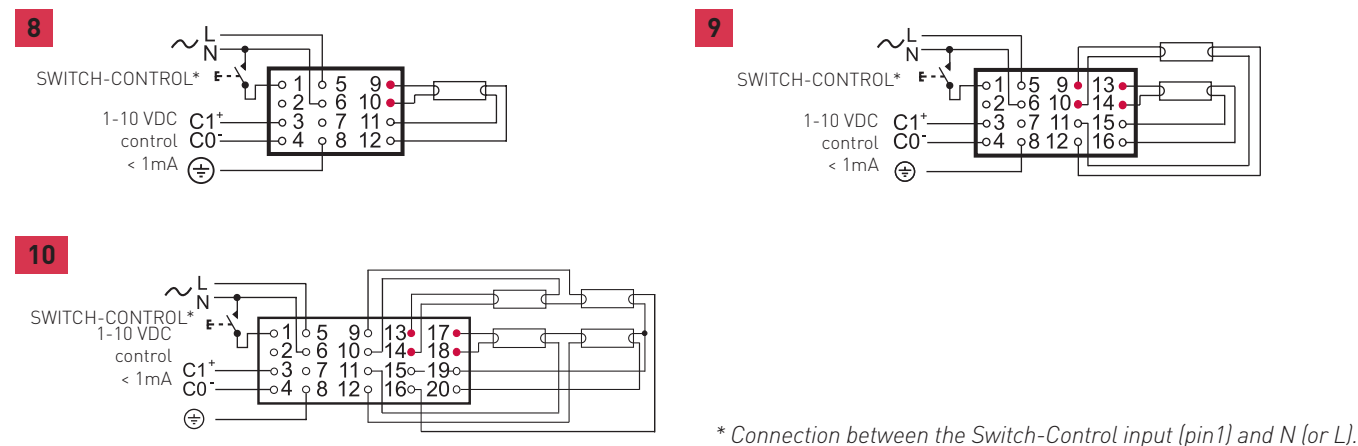 8
L
N
SWITCH-CONTROL*
1-10 VDC C1+
control C0-
< 1mA
1 5 9
2 6 10
3 7 11
4 8 12
9
L
N
SWITCH-CONTROL*
1-10 VDC C1+
control C0-
< 1mA
1 5 9 13
2 6 10 14
3 7 11 15
4 8 12 16
10
L
N
SWITCH-CONTROL*
1-10 VDC
control
C1+
< 1mA
C0-
1 5 9 13 17
2 6 10 14 18
3 7 11 15 19
4 8 12 16 20
* Connection between the Switch-Control input (pin1) and N (or L).